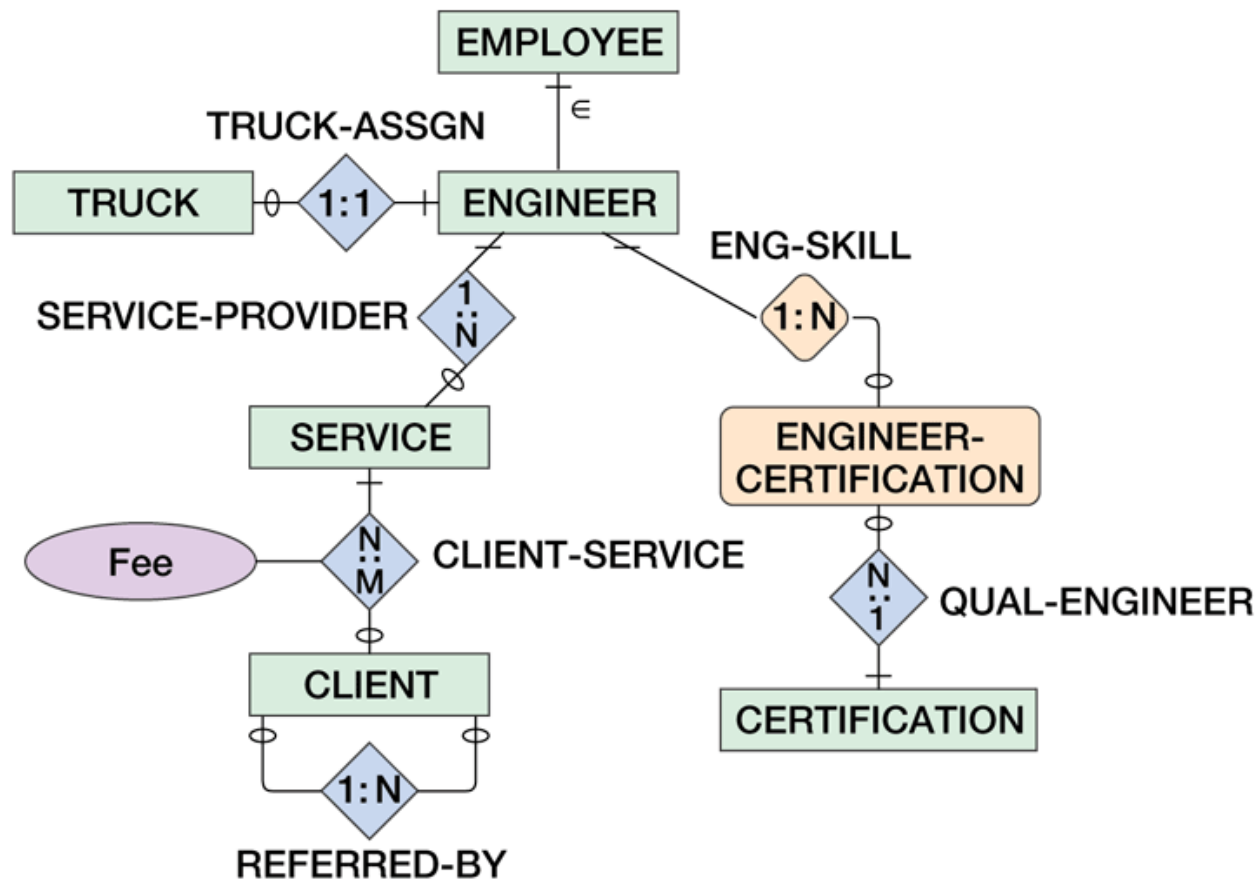 EMPLOYEE
∈
TRUCK-ASSGN
TRUCK
1:1
ENGINEER
ENG-SKILL
SERVICE-PROVIDER
1
:
N
1:N
SERVICE
ENGINEER-
CERTIFICATION
Fee
N
:
M
CLIENT-SERVICE
N
:
1
QUAL-ENGINEER
CLIENT
CERTIFICATION
1:N
REFERRED-BY